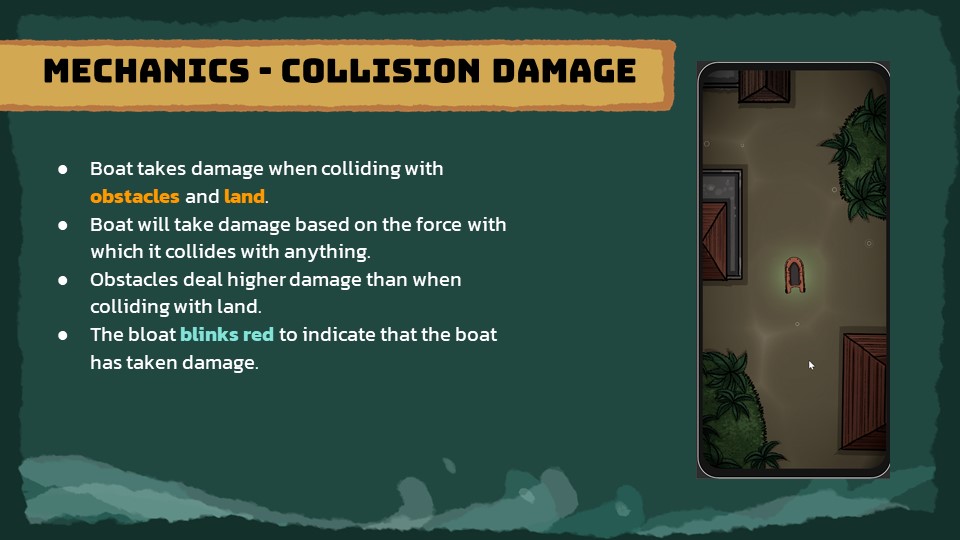 MECHANICS - COLLISION DAMAGE
● Boat takes damage when colliding with
obstacles and land.
● Boat will take damage based on the force with
which it collides with anything.
● Obstacles deal higher damage than when
colliding with land.
● The bloat blinks red to indicate that the boat
has taken damage.